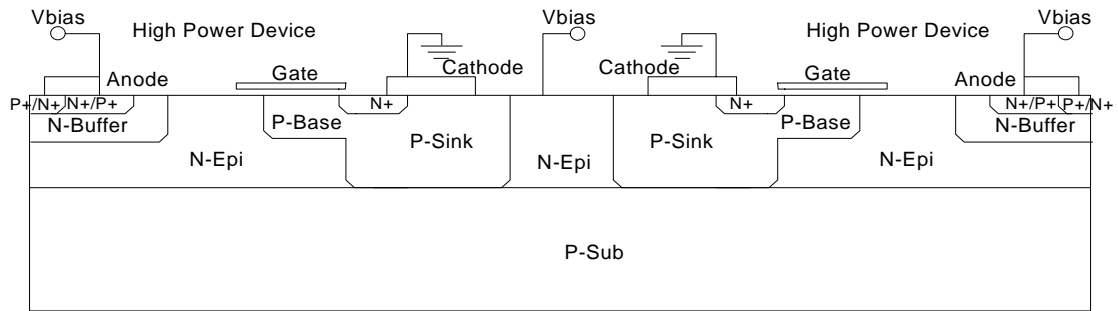 Vbias
High Power Device
Vbias
High Power Device
Vbias
Anode
Gate
Cathode
Cathode
Gate
Anode
P+/N+
N+/P+
N+
N+
N+/P+
P+/N+
N-Buffer
P-Base
P-Base
N-Buffer
P-Sink
P-Sink
N-Epi
N-Epi
N-Epi
P-Sub